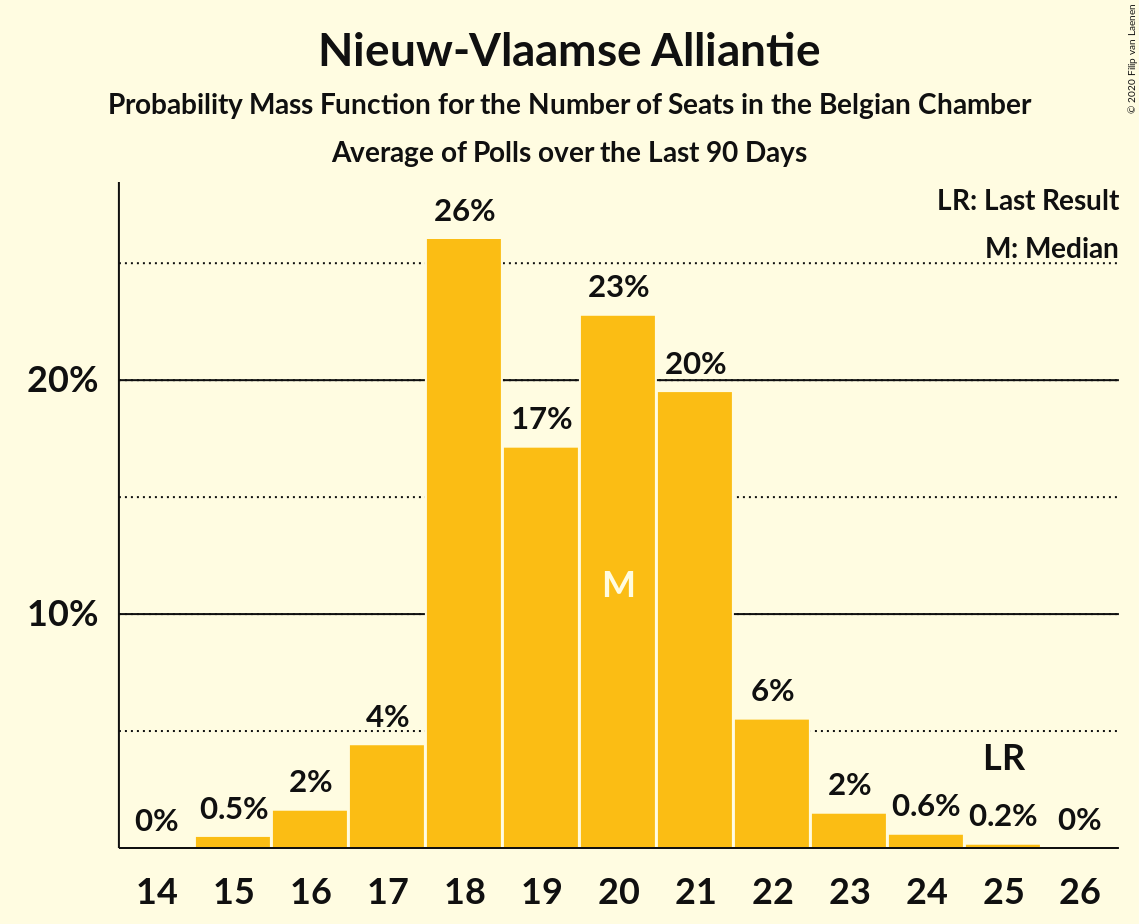 Nieuw-Vlaamse Alliantie
Probability Mass Function for the Number of Seats in the Belgian Chamber
Average of Polls over the Last 90 Days
© 2020 Filip van Laenen
LR: Last Result
M: Median
26%
23%
20%
20%
17%
M
10%
6%
4%
LR
2%
2%
0.5%
0.6%
0.2%
0%
0%
14 15 16 17 18 19 20 21 22 23 24 25 26